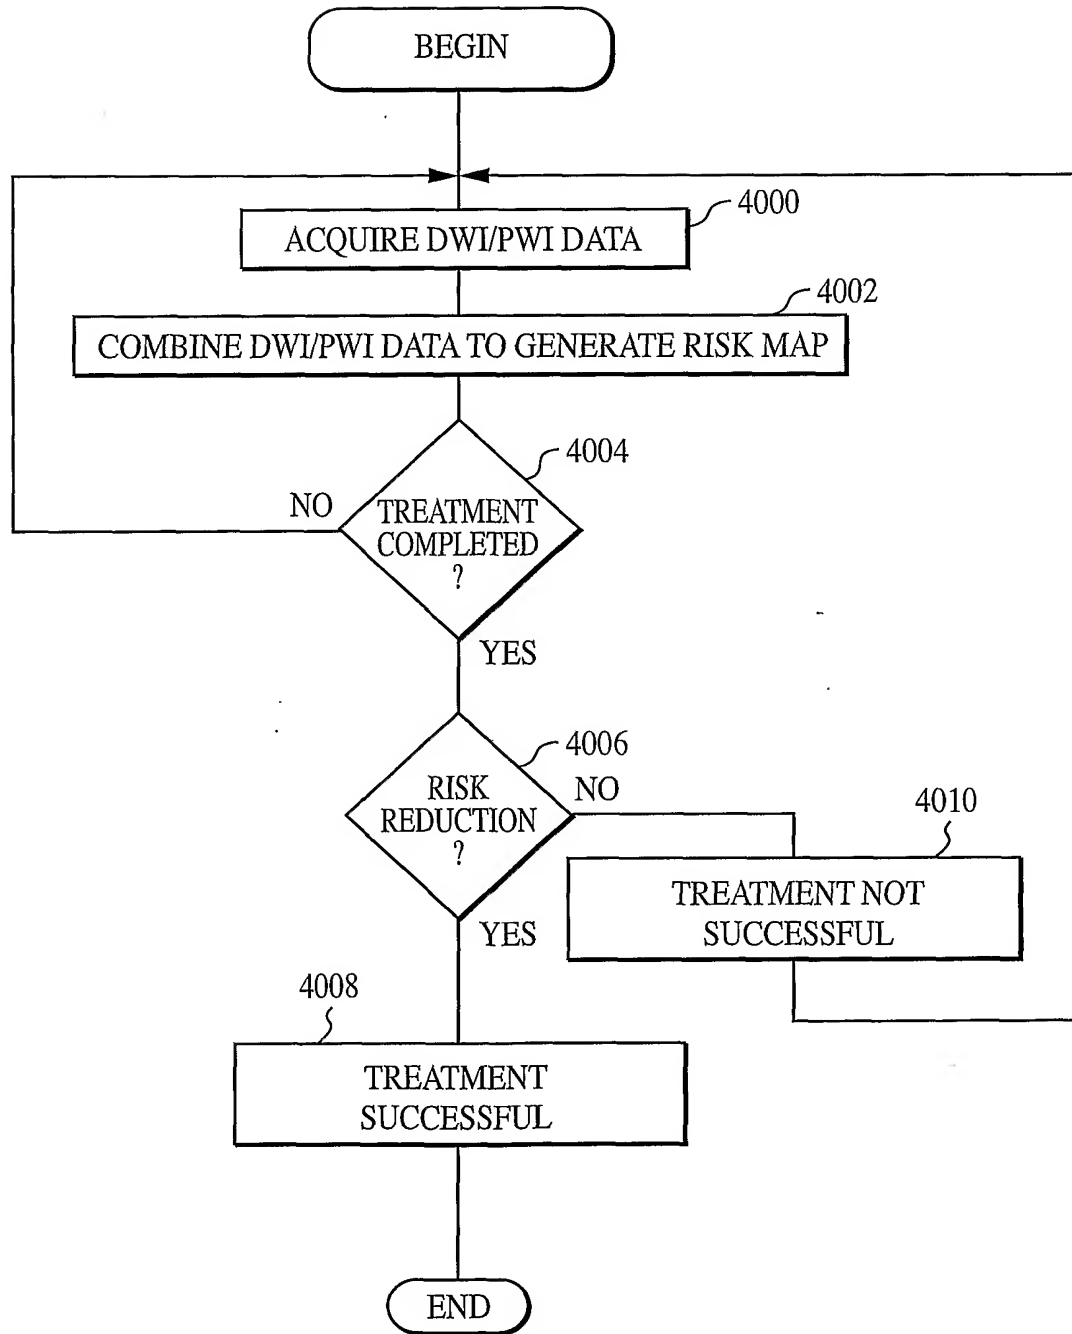 BEGIN
4000
ACQUIRE DWI/PWI DATA
4002
COMBINE DWI/PWI DATA TO GENERATE RISK MAP
4004
NO
TREATMENT
COMPLETED
?
YES
4006
RISK
REDUCTION
?
NO
4010
TREATMENT NOT
SUCCESSFUL
YES
4008
TREATMENT
SUCCESSFUL
END